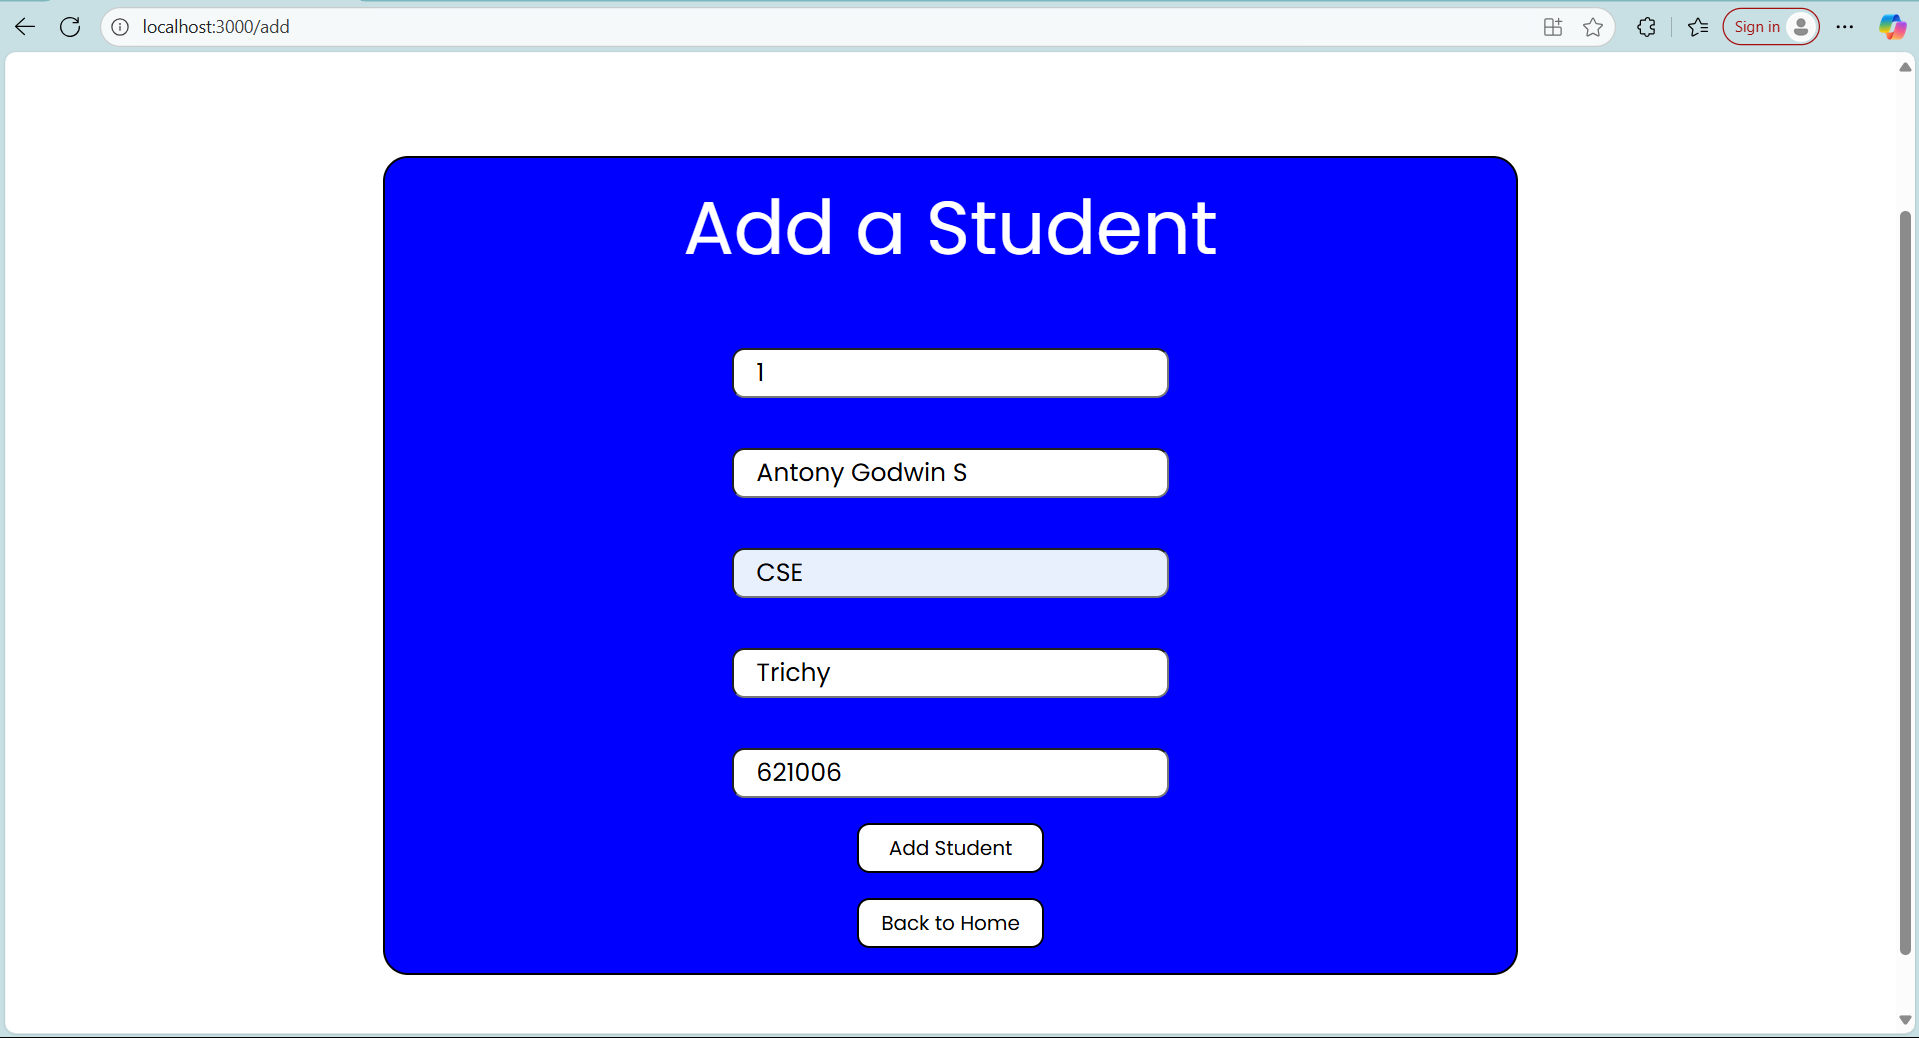 localhost:3000/add
Sign in
Add a Student
1
Antony Godwin S
CSE
Trichy
621006
Add Student
Back to Home